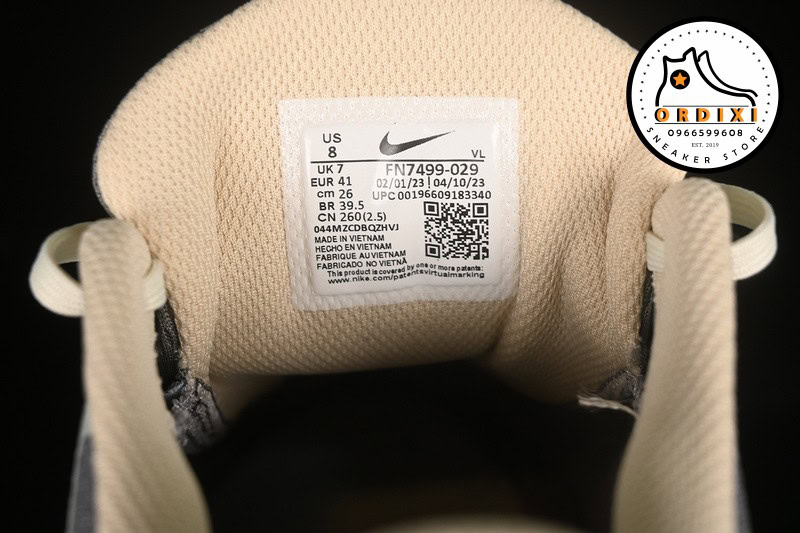 US
8
VL
UK 7
FN7499-029
EUR 41
02/01/23 | 04/10/23
cm 26
UPC 00196609183340
BR 39.5
CN 260(2.5)
044MZCDBQZHVJ
MADE IN VIETNAM
HECHO EN VIETNAM
FABRIQUE AU VIETNAM
FABRICADO NO VIETNÃ
This product is covered by one or more patents:
www.nike.com/patentsvirtualmarking
ORDIXI
0966599608
EST. 2019
SNEAKER STORE